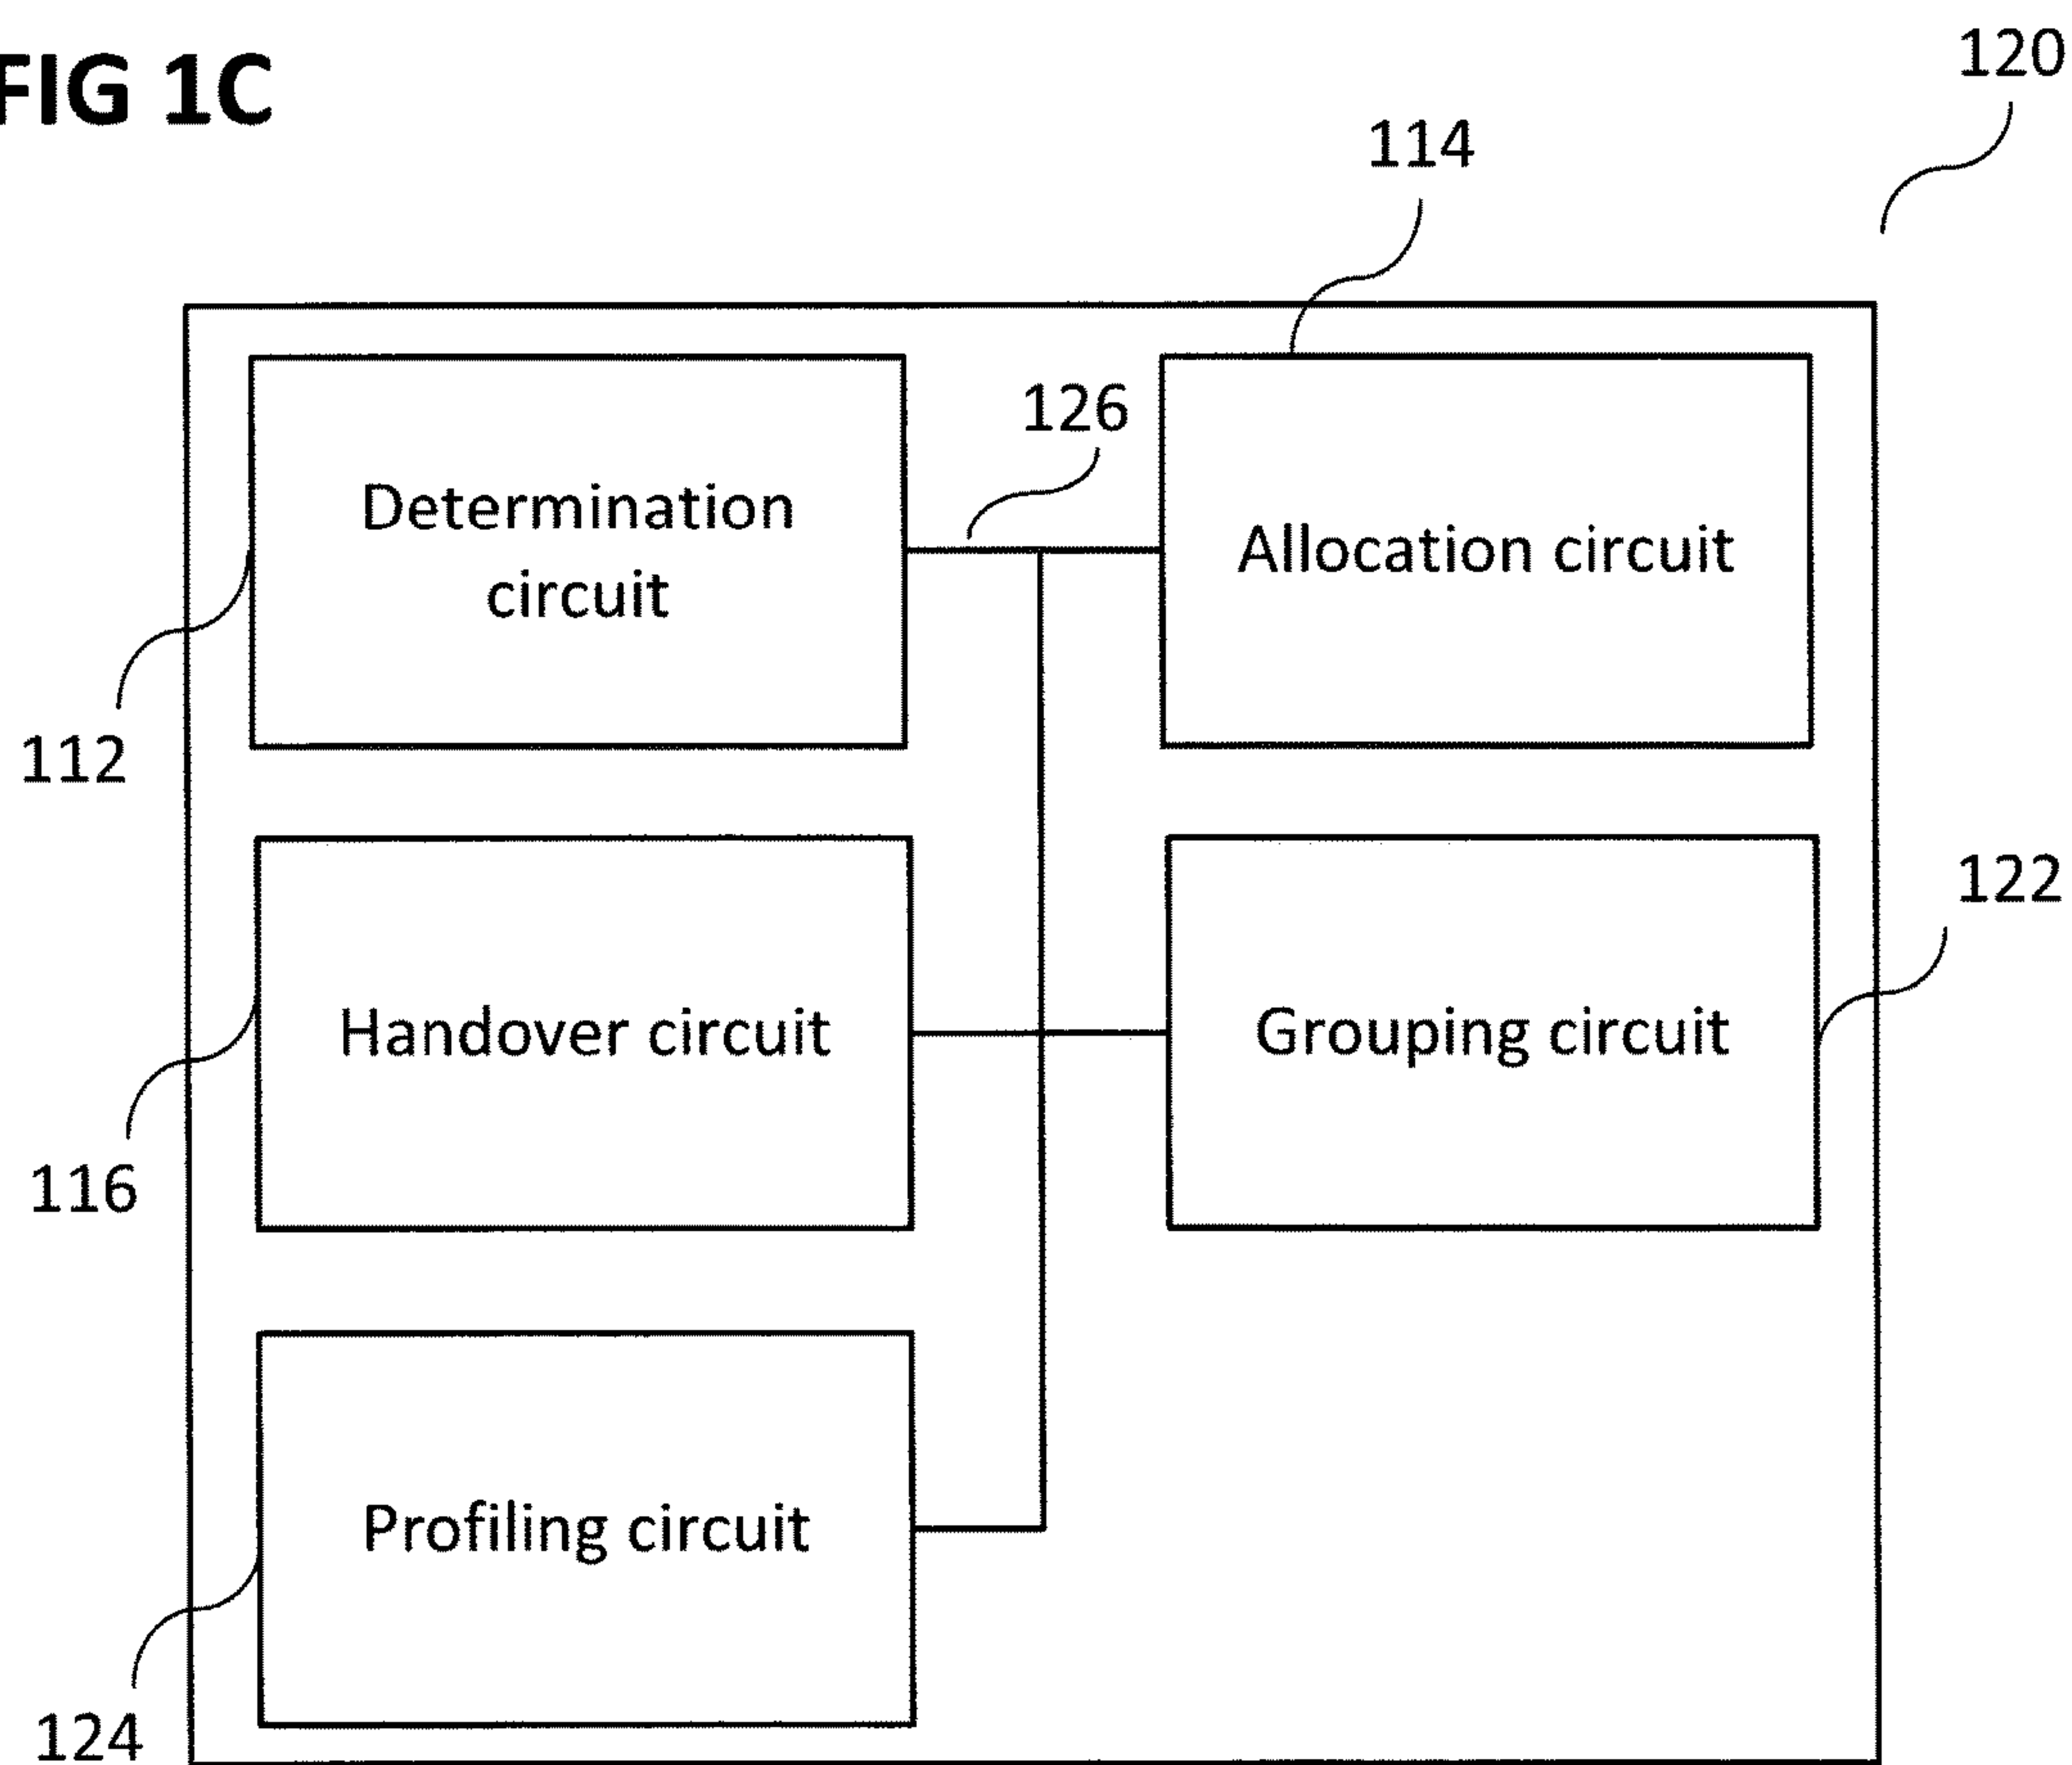 FIG 1C
120
114
126
Determination
circuit
Allocation circuit
112
122
Handover circuit
Grouping circuit
116
Profiling circuit
124